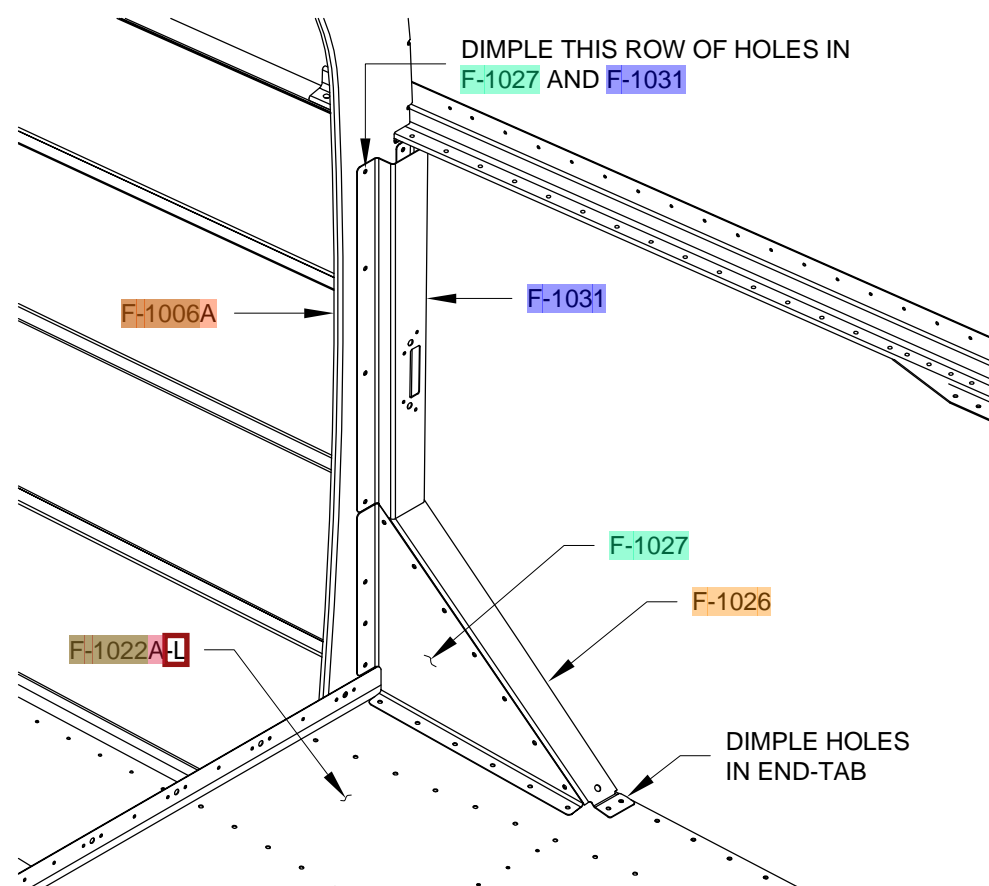 DIMPLE THIS ROW OF HOLES IN
F-1027 AND F-1031
F-1031
F-1006A
F-1027
F-1026
F-1022A-L
DIMPLE HOLES
IN END-TAB